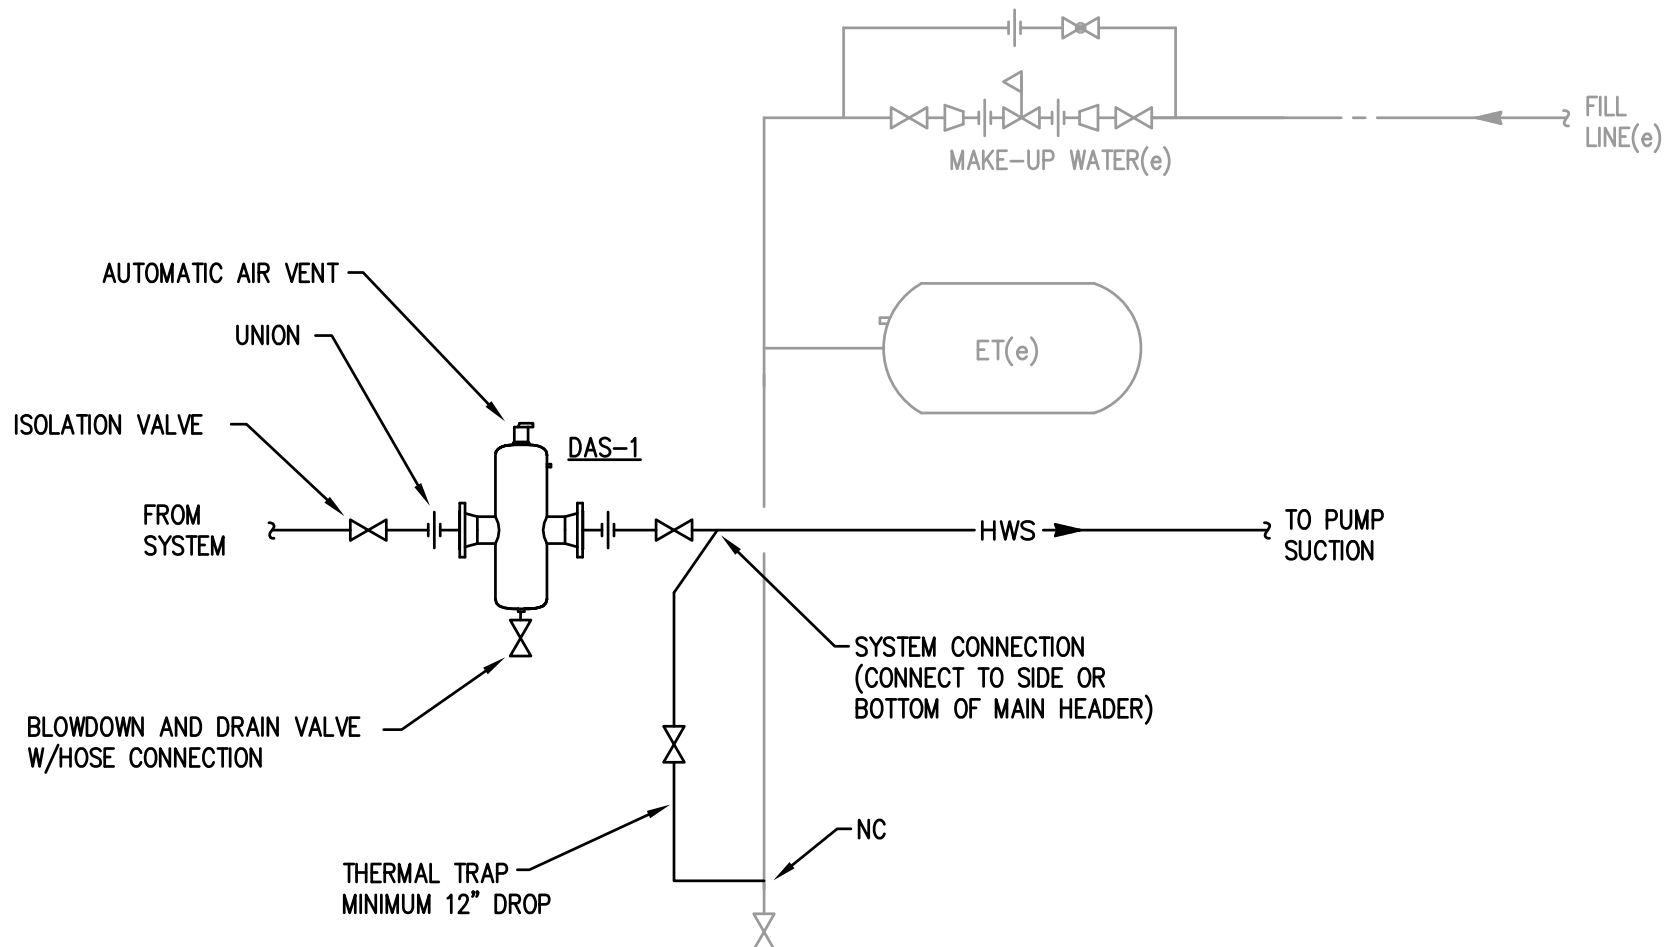 FILL
LINE(e)
MAKE-UP WATER(e)
AUTOMATIC AIR VENT
UNION
ET(e)
ISOLATION VALVE
DAS-1
FROM
SYSTEM
HWS
TO PUMP
SUCTION
SYSTEM CONNECTION
(CONNECT TO SIDE OR
BOTTOM OF MAIN HEADER)
BLOWDOWN AND DRAIN VALVE
W/HOSE CONNECTION
NC
THERMAL TRAP
MINIMUM 12" DROP